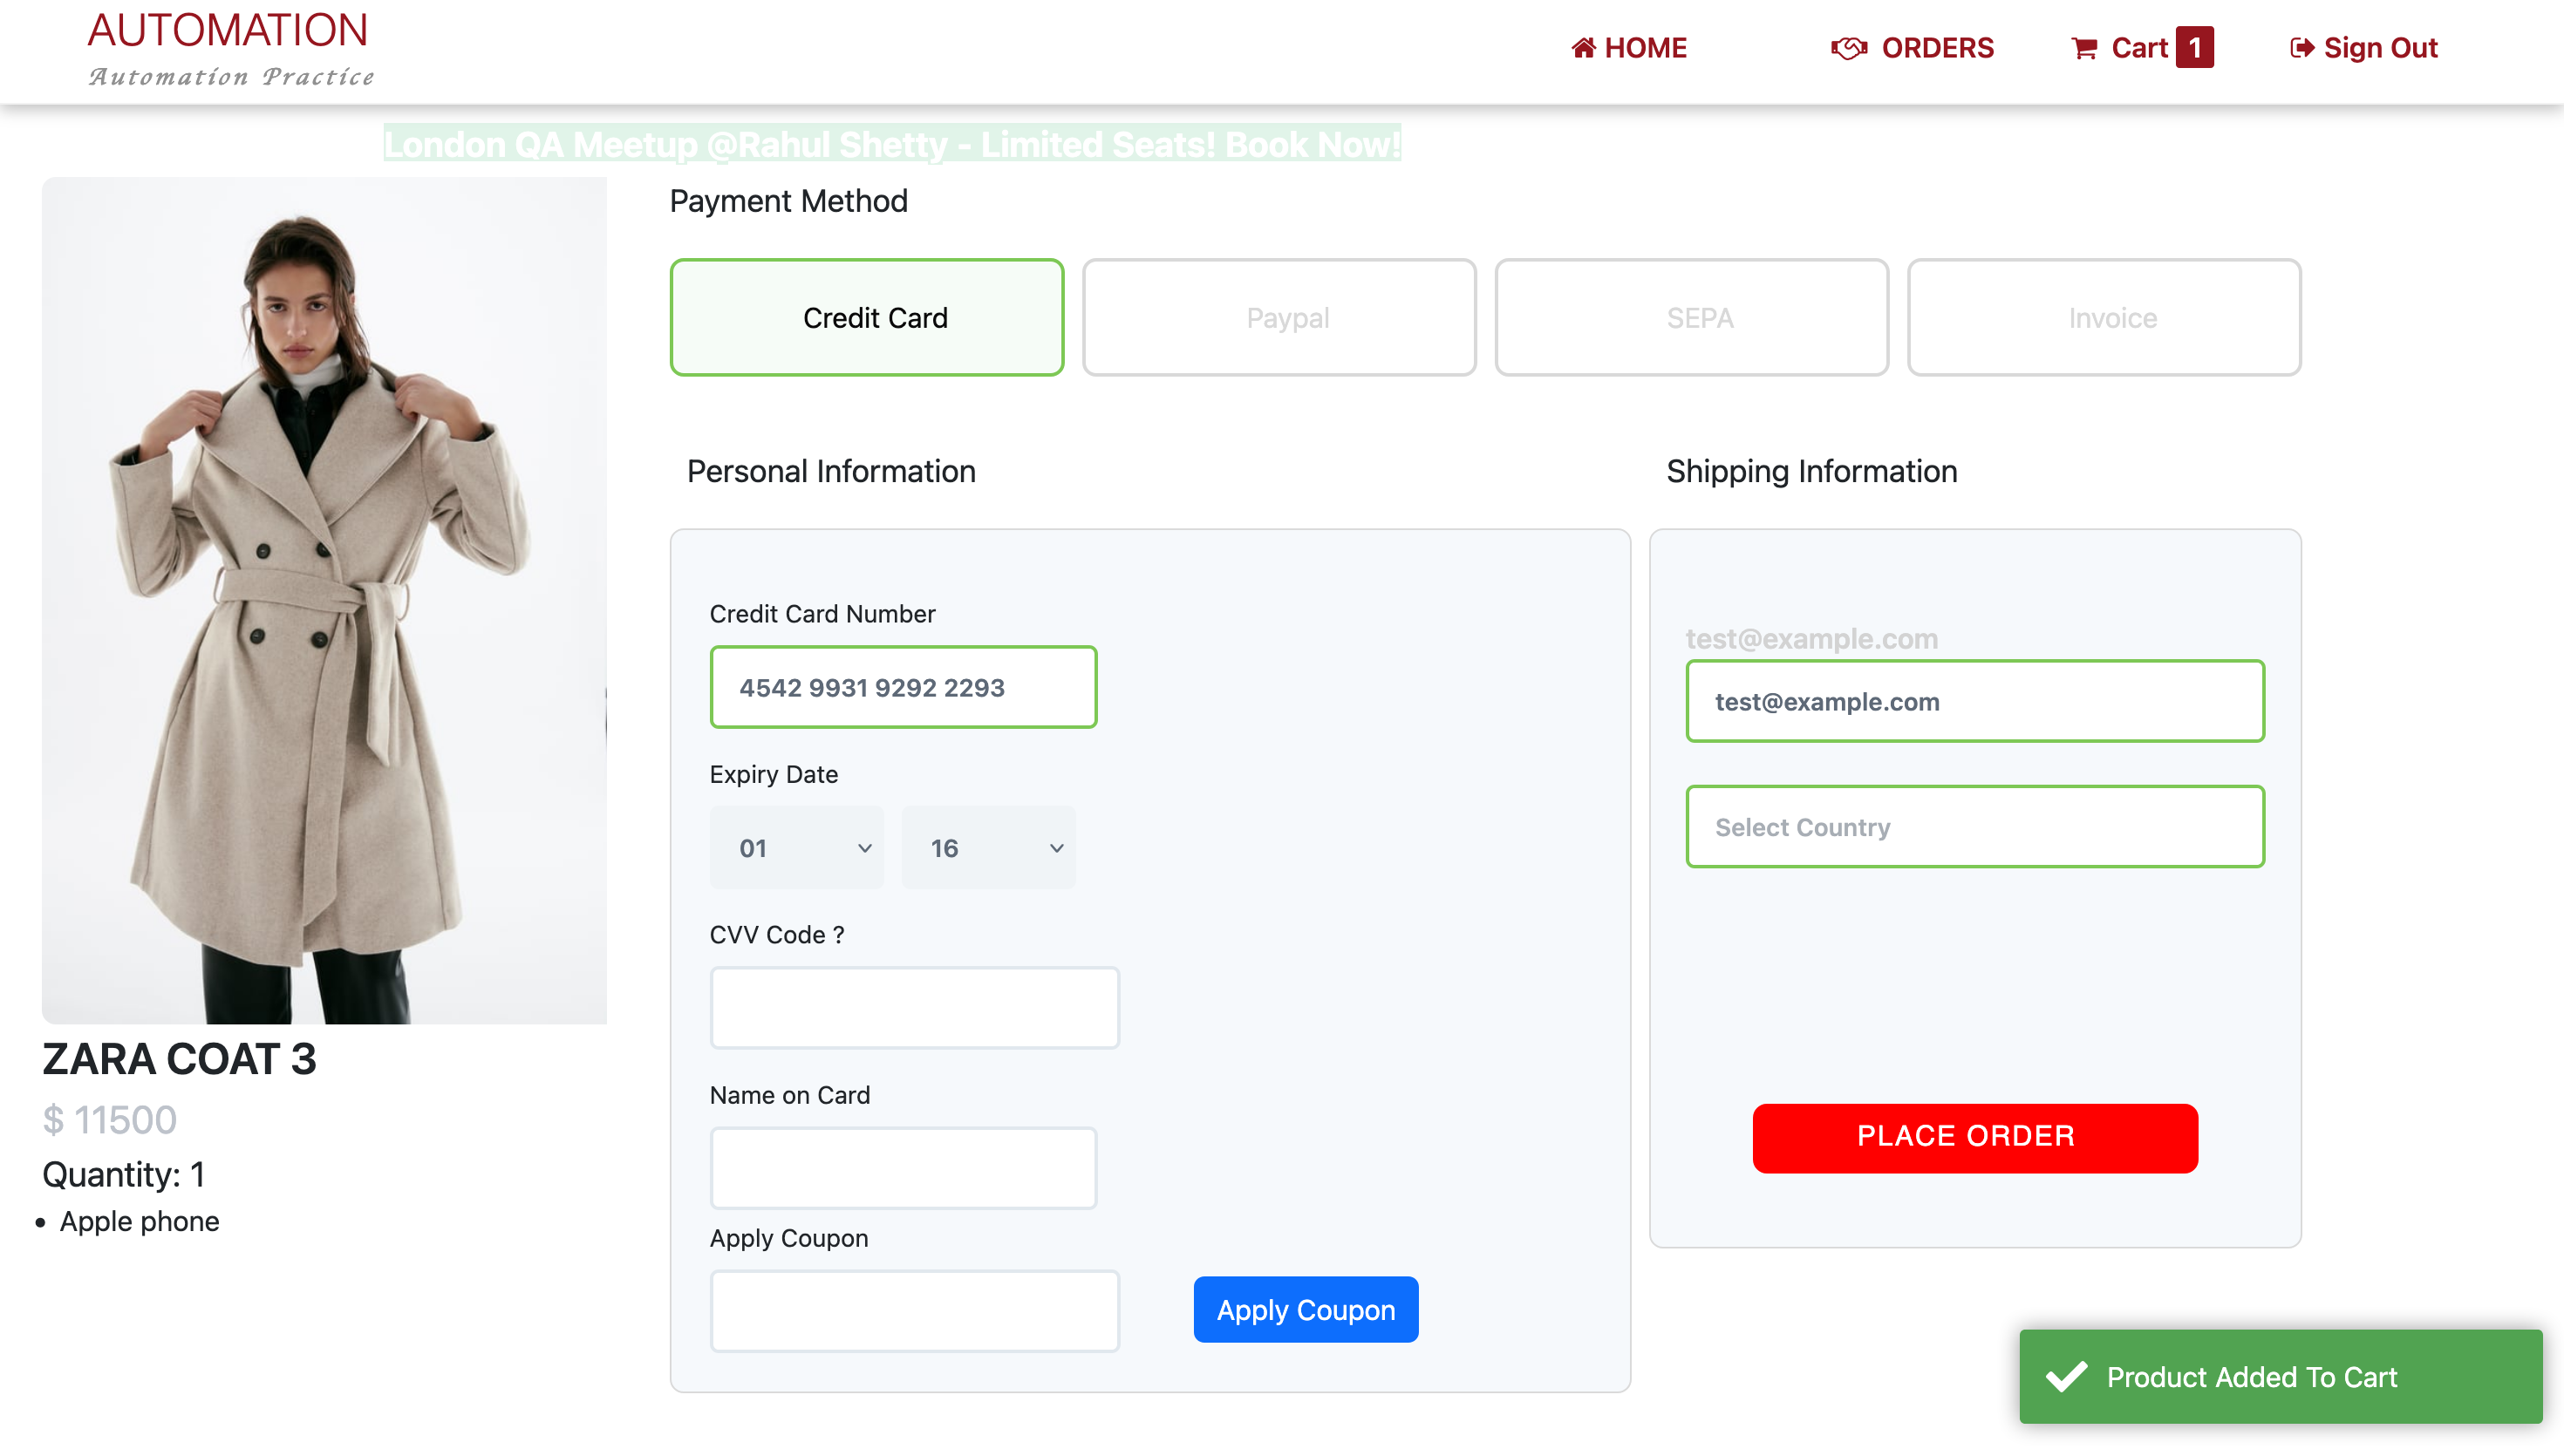 AUTOMATION
Automation Practice
HOME
ORDERS
Cart 1
Sign Out
London QA Meetup @Rahul Shetty - Limited Seats! Book Now!
Payment Method
Credit Card
Paypal
SEPA
Invoice
Personal Information
Credit Card Number
4542 9931 9292 2293
Expiry Date
01
16
CVV Code ?
Name on Card
Apply Coupon
Apply Coupon
Shipping Information
test@example.com
test@example.com
Select Country
PLACE ORDER
ZARA COAT 3
$ 11500
Quantity: 1
• Apple phone
Product Added To Cart